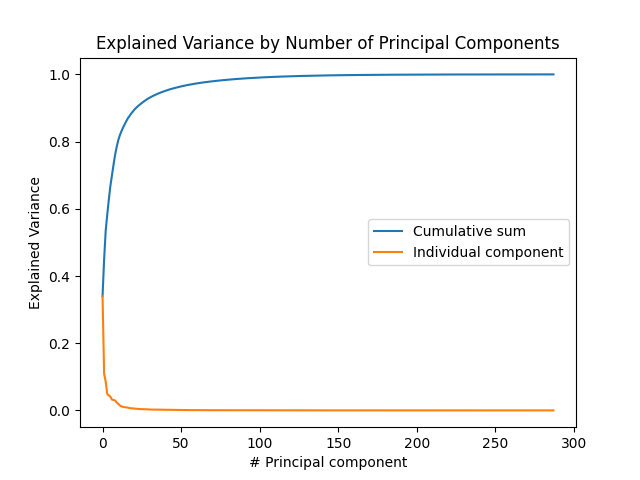 Explained Variance by Number of Principal Components
1.0
0.8
0.6
0.4
0.2
0.0
Explained Variance
Cumulative sum
Individual component
0 50 100 150 200 250 300
# Principal component